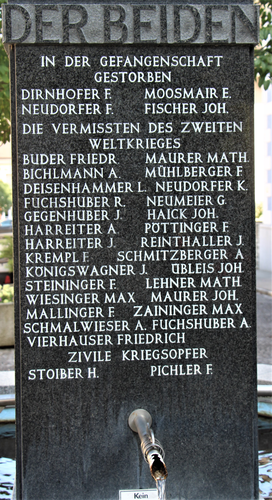 DER BEIDEN
IN DER GEFANGENSCHAFT
GESTORBEN
DIRNHOFER F. MOOSMAIR E.
NEUDORFER F. FISCHER JOH.
DIE VERMISSTEN DES ZWEITEN
WELTKRIEGES
BUDER FRIEDR. MAURER MATH.
BICHLMANN A. MÜHLBERGER F.
DEISENHAMMER L. NEUDORFER K.
FUCHSHUBER R. NEUMEIER G.
GEGENHUBER J. HAICK JOH.
HARREITER A. PÖTTINGER F.
HARREITER J. REINTHALLER J.
KREMPL F. SCHMITZBERGER A.
KÖNIGSWAGNER J. ÜBLEIS JOH.
STEININGER F. LEHNER MATH.
WIESINGER MAX MAURER JOH.
MALLINGER F. ZAININGER MAX
SCHMALWIESER A. FUCHSHUBER A.
VIERHAUSER FRIEDRICH
ZIVILE KRIEGSOPFER
STOIBER H. PICHLER F.
Kein